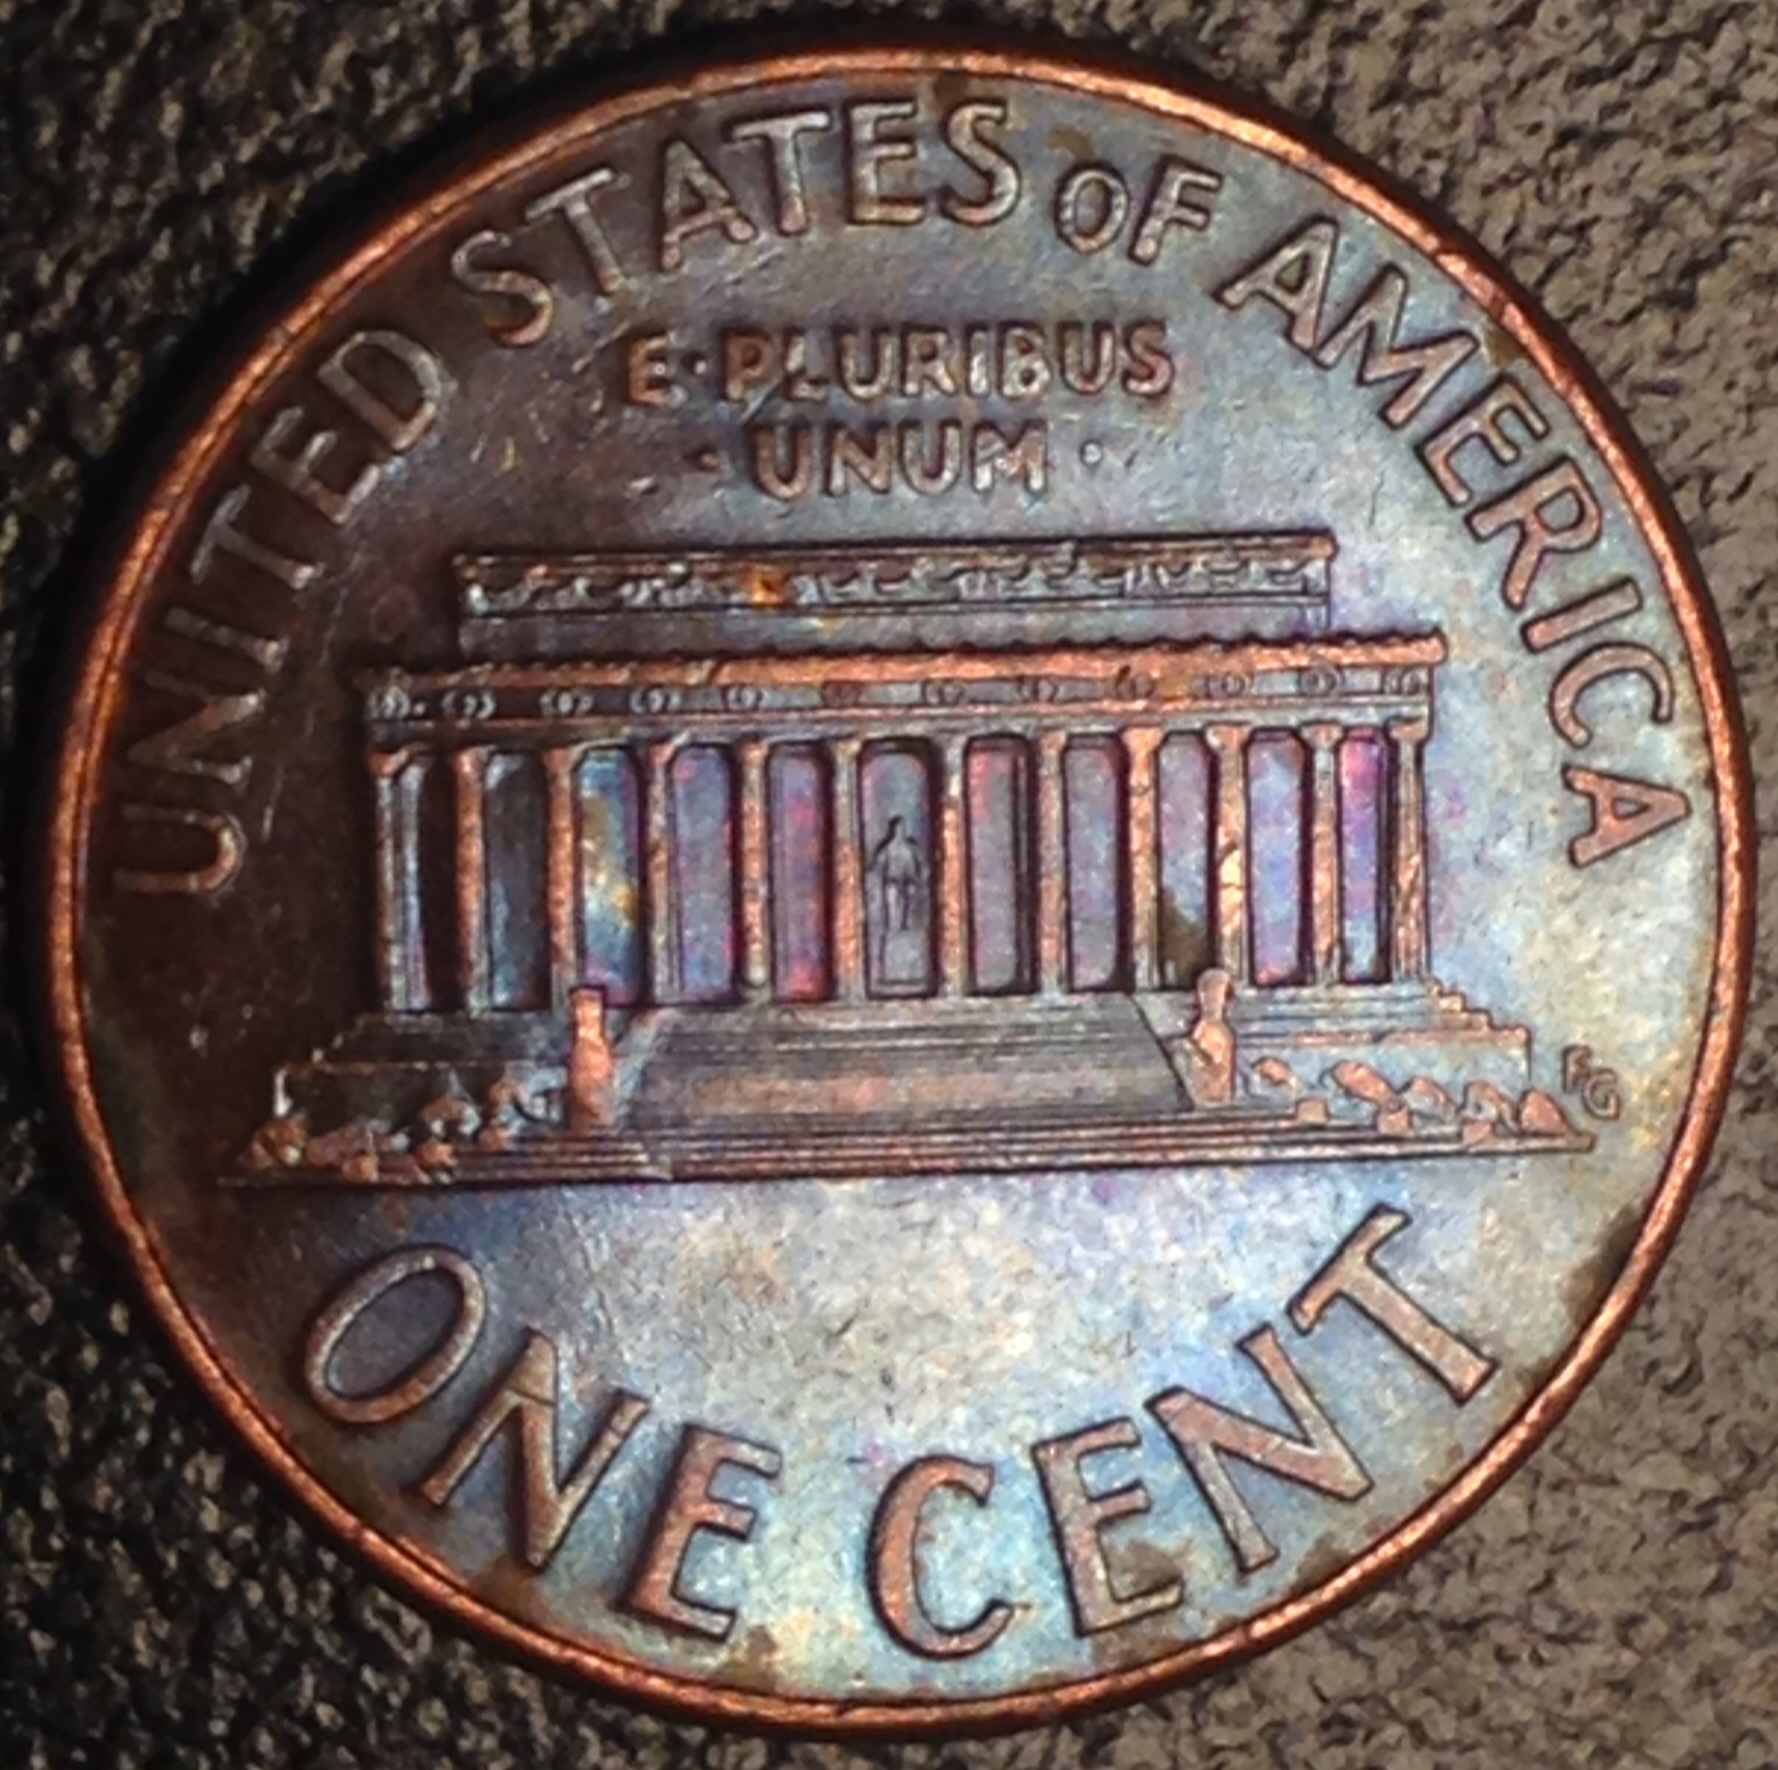 UNITED STATES OF AMERICA
E·PLURIBUS
·UNUM·
FG
ONE CENT